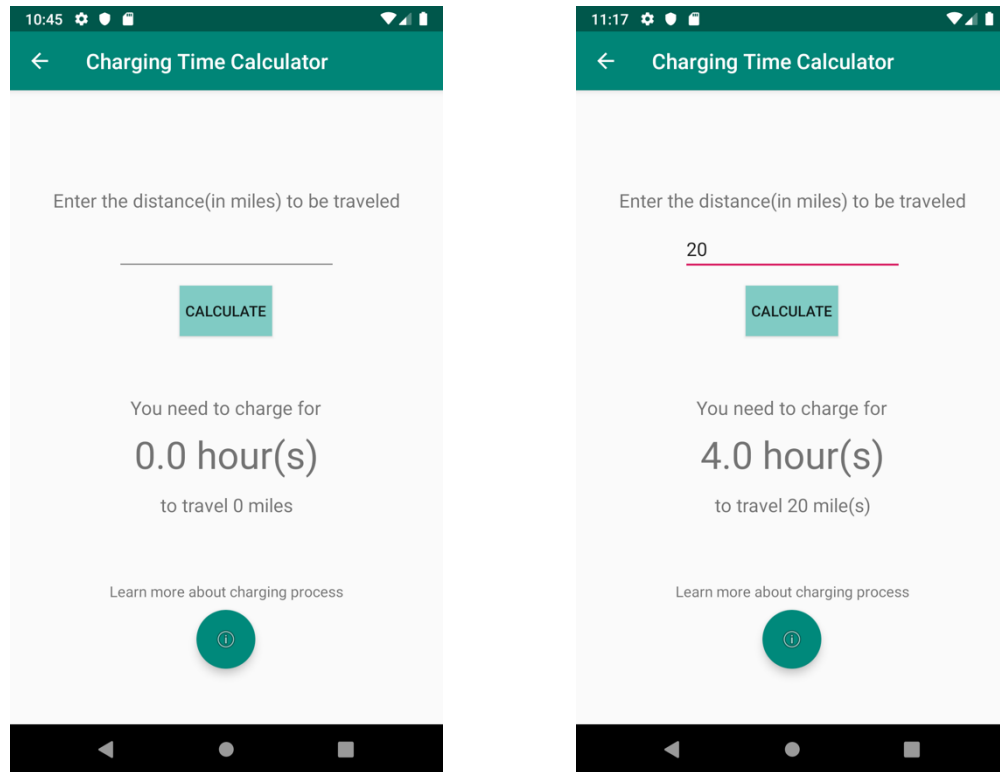 10:45
Charging Time Calculator
Enter the distance(in miles) to be traveled
CALCULATE
You need to charge for
0.0 hour(s)
to travel 0 miles
Learn more about charging process
11:17
Charging Time Calculator
Enter the distance(in miles) to be traveled
20
CALCULATE
You need to charge for
4.0 hour(s)
to travel 20 mile(s)
Learn more about charging process